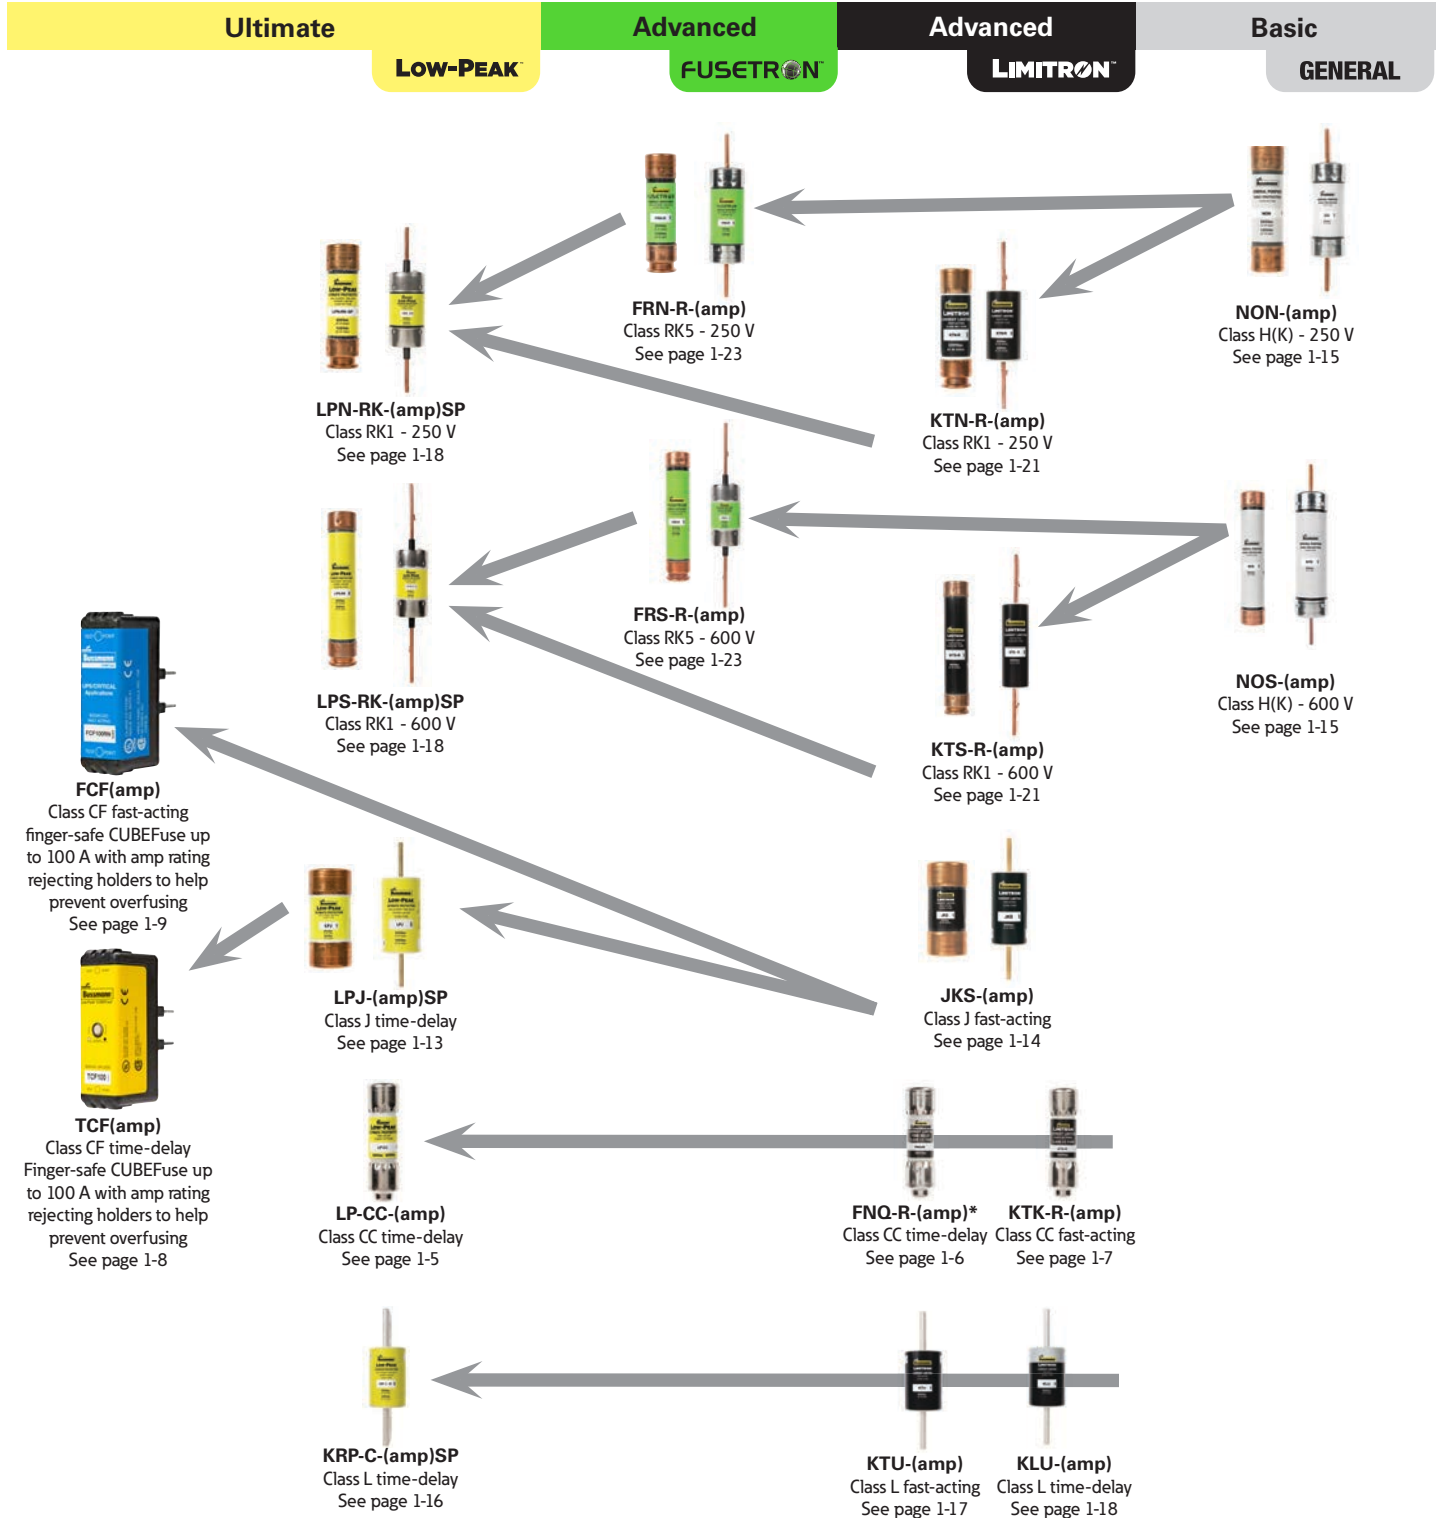 Ultimate
Advanced
Advanced
Basic
LOW-PEAK™
FUSETRON™
LIMITRON™
GENERAL
FRN-R-(amp)
Class RK5 - 250 V
See page 1-23
NON-(amp)
Class H(K) - 250 V
See page 1-15
LPN-RK-(amp)SP
Class RK1 - 250 V
See page 1-18
KTN-R-(amp)
Class RK1 - 250 V
See page 1-21
FRS-R-(amp)
Class RK5 - 600 V
See page 1-23
NOS-(amp)
Class H(K) - 600 V
See page 1-15
LPS-RK-(amp)SP
Class RK1 - 600 V
See page 1-18
KTS-R-(amp)
Class RK1 - 600 V
See page 1-21
Bussmann
UPS/CRITICAL
Applications
FCF100RN
FCF(amp)
Class CF fast-acting
finger-safe CUBEFuse up
to 100 A with amp rating
rejecting holders to help
prevent overfusing
See page 1-9
LPJ-(amp)SP
Class J time-delay
See page 1-13
JKS-(amp)
Class J fast-acting
See page 1-14
Bussmann
TCF100
TCF(amp)
Class CF time-delay
Finger-safe CUBEFuse up
to 100 A with amp rating
rejecting holders to help
prevent overfusing
See page 1-8
LP-CC-(amp)
Class CC time-delay
See page 1-5
FNQ-R-(amp)*
Class CC time-delay
See page 1-6
KTK-R-(amp)
Class CC fast-acting
See page 1-7
KRP-C-(amp)SP
Class L time-delay
See page 1-16
KTU-(amp)
Class L fast-acting
See page 1-17
KLU-(amp)
Class L time-delay
See page 1-18